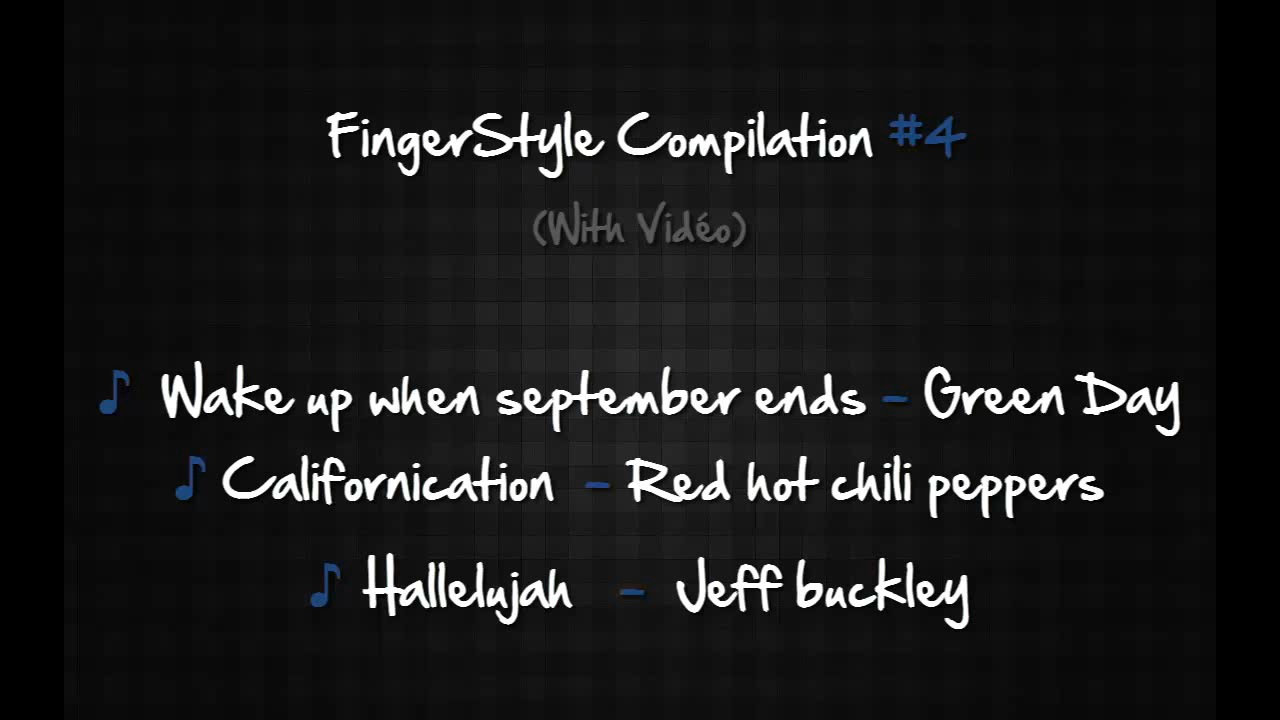 FingerStyle Compilation #4
(With Vidéo)
♪ Wake up when september ends - Green Day
♪ Californication - Red hot chili peppers
♪ Hallelujah - Jeff buckley